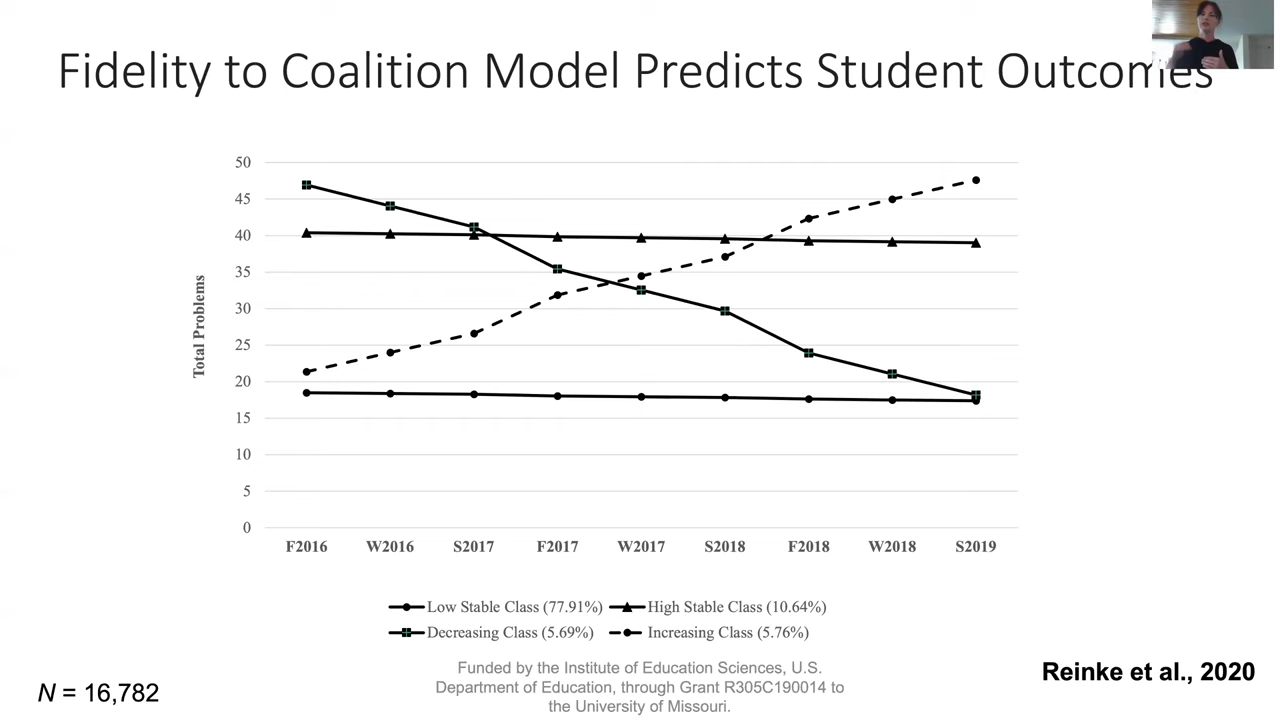 Fidelity to Coalition Model Predicts Student Outcomes
50
45
40
35
30
25
20
15
10
5
0
Total Problems
F2016 W2016 S2017 F2017 W2017 S2018 F2018 W2018 S2019
Low Stable Class (77.91%) High Stable Class (10.64%)
Decreasing Class (5.69%) Increasing Class (5.76%)
Funded by the Institute of Education Sciences, U.S.
Department of Education, through Grant R305C190014 to
the University of Missouri.
N = 16,782
Reinke et al., 2020